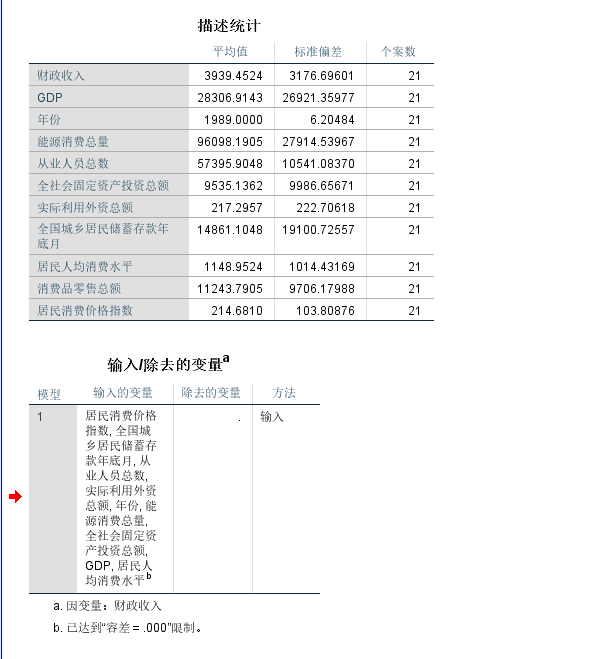 描述统计
平均值 标准偏差 个案数
财政收入 3939.4524 3176.69601 21
GDP 28306.9143 26921.35977 21
年份 1989.0000 6.20484 21
能源消费总量 96098.1905 27914.53967 21
从业人员总数 57395.9048 10541.08370 21
全社会固定资产投资总额 9535.1362 9986.65671 21
实际利用外资总额 217.2957 222.70618 21
全国城乡居民储蓄存款年 14861.1048 19100.72557 21
底月
居民人均消费水平 1148.9524 1014.43169 21
消费品零售总额 11243.7905 9706.17988 21
居民消费价格指数 214.6810 103.80876 21
输入/除去的变量a
模型 输入的变量 除去的变量 方法
1 居民消费价格 . 输入
指数, 全国城
乡居民储蓄存
款年底月, 从
业人员总数,
实际利用外资
总额, 年份, 能
源消费总量,
全社会固定资
产投资总额,
GDP, 居民人
均消费水平b
a. 因变量：财政收入
b. 已达到“容差 = .000”限制。